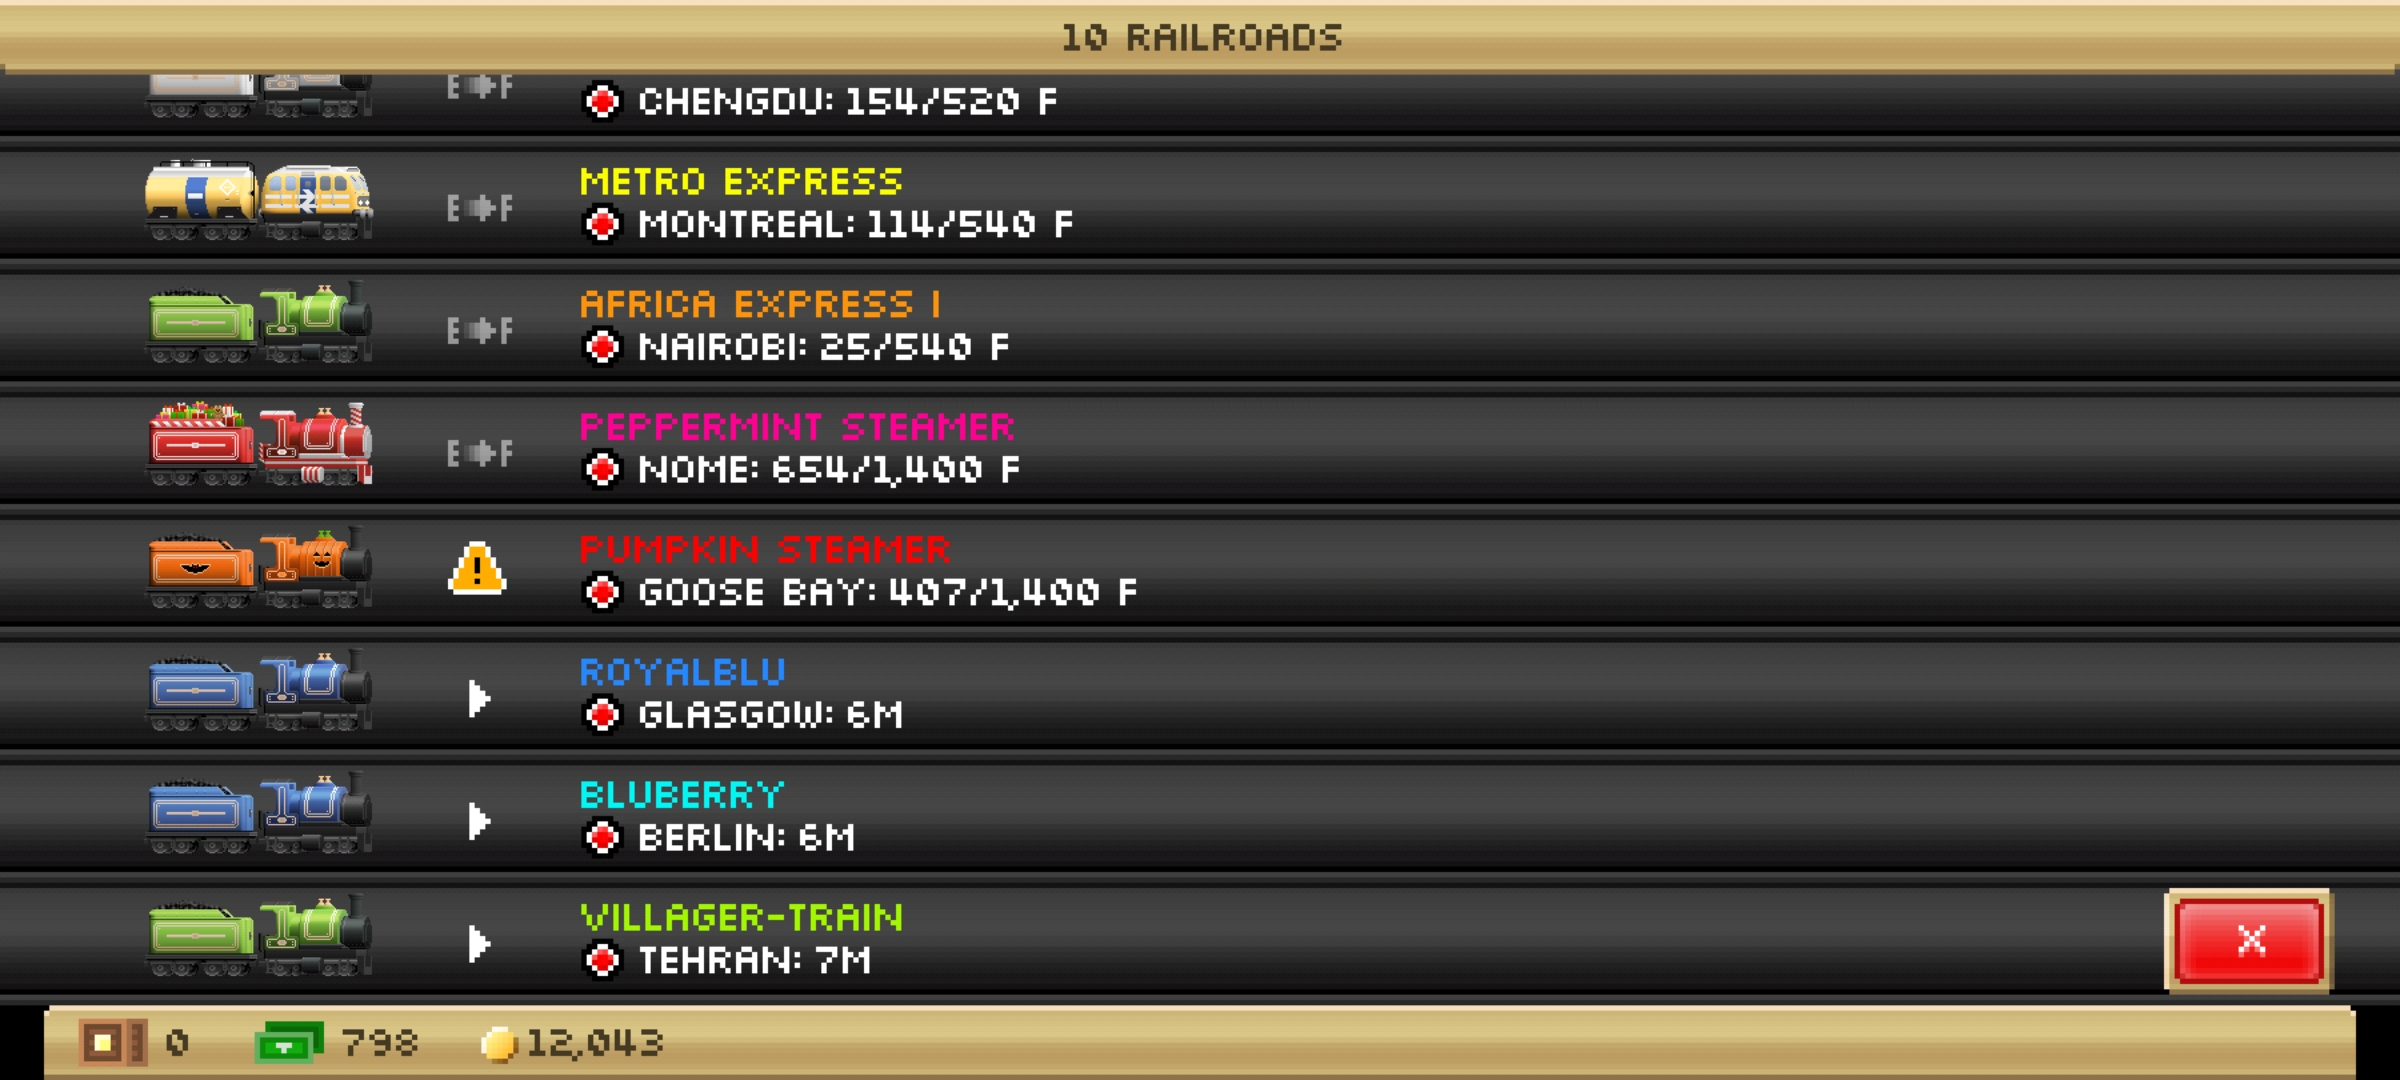 10 RAILROADS
E F
CHENGDU: 154/520 F
METRO EXPRESS
E F
MONTREAL: 114/540 F
AFRICA EXPRESS I
E F
NAIROBI: 25/540 F
PEPPERMINT STEAMER
E F
NOME: 654/1,400 F
PUMPKIN STEAMER
!
GOOSE BAY: 407/1,400 F
ROYALBLU
GLASGOW: 6M
BLUBERRY
BERLIN: 6M
VILLAGER-TRAIN
TEHRAN: 7M
X
0 798 12,043